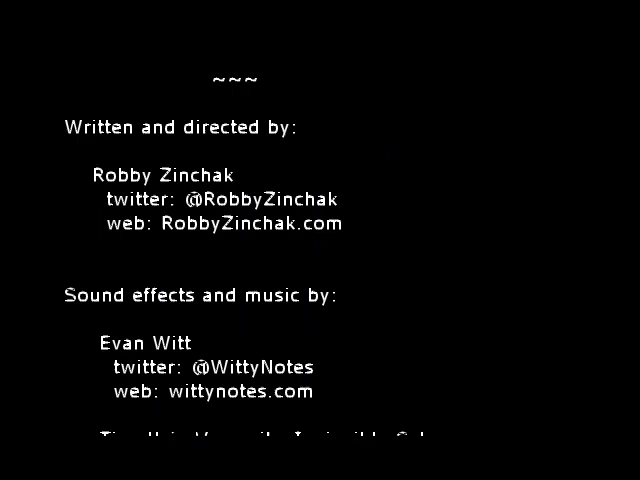 ~~~
Written and directed by:
Robby Zinchak
twitter: @RobbyZinchak
web: RobbyZinchak.com
Sound effects and music by:
Evan Witt
twitter: @WittyNotes
web: wittynotes.com